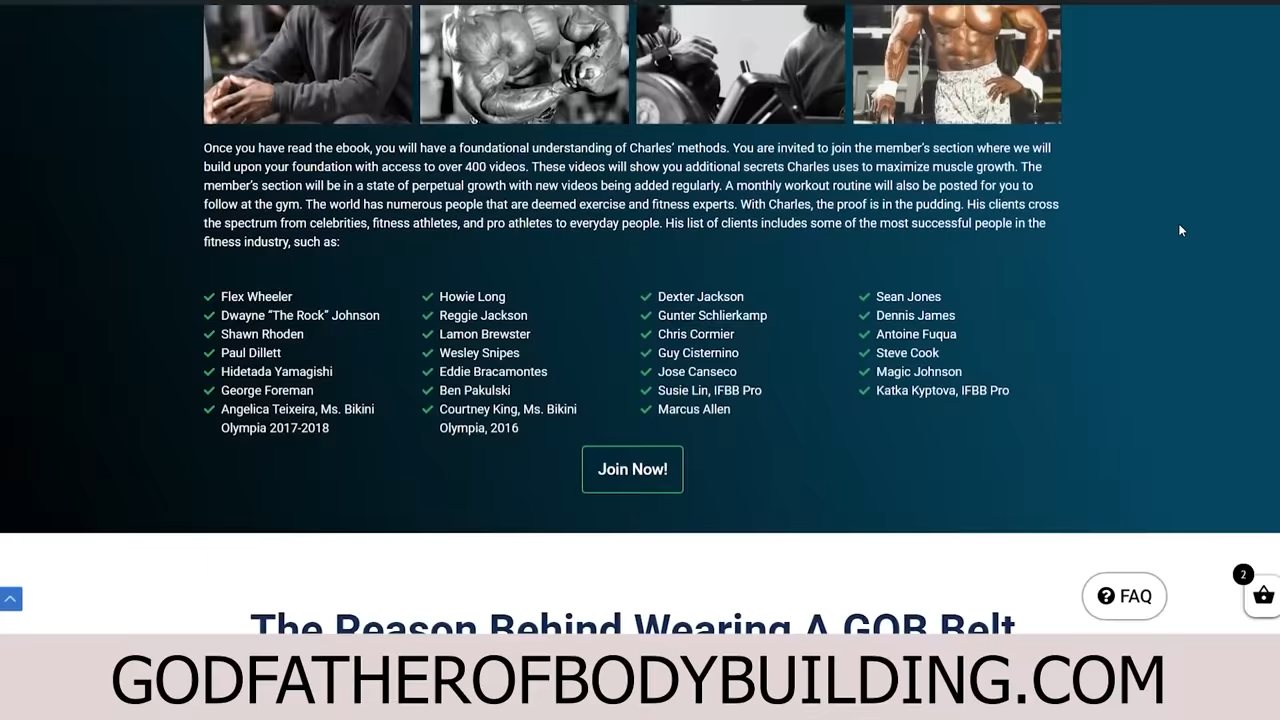 Once you have read the ebook, you will have a foundational understanding of Charles' methods. You are invited to join the member's section where we will
build upon your foundation with access to over 400 videos. These videos will show you additional secrets Charles uses to maximize muscle growth. The
member's section will be in a state of perpetual growth with new videos being added regularly. A monthly workout routine will also be posted for you to
follow at the gym. The world has numerous people that are deemed exercise and fitness experts. With Charles, the proof is in the pudding. His clients cross
the spectrum from celebrities, fitness athletes, and pro athletes to everyday people. His list of clients includes some of the most successful people in the
fitness industry, such as:
Flex Wheeler
Dwayne “The Rock” Johnson
Shawn Rhoden
Paul Dillett
Hidetada Yamagishi
George Foreman
Angelica Teixeira, Ms. Bikini
Olympia 2017-2018
Howie Long
Reggie Jackson
Lamon Brewster
Wesley Snipes
Eddie Bracamontes
Ben Pakulski
Courtney King, Ms. Bikini
Olympia, 2016
Dexter Jackson
Gunter Schlierkamp
Chris Cormier
Guy Cisternino
Jose Canseco
Susie Lin, IFBB Pro
Marcus Allen
Sean Jones
Dennis James
Antoine Fuqua
Steve Cook
Magic Johnson
Katka Kyptova, IFBB Pro
Join Now!
2
FAQ
The Reason Behind Wearing A GOB Belt
GODFATHEROFBODYBUILDING.COM